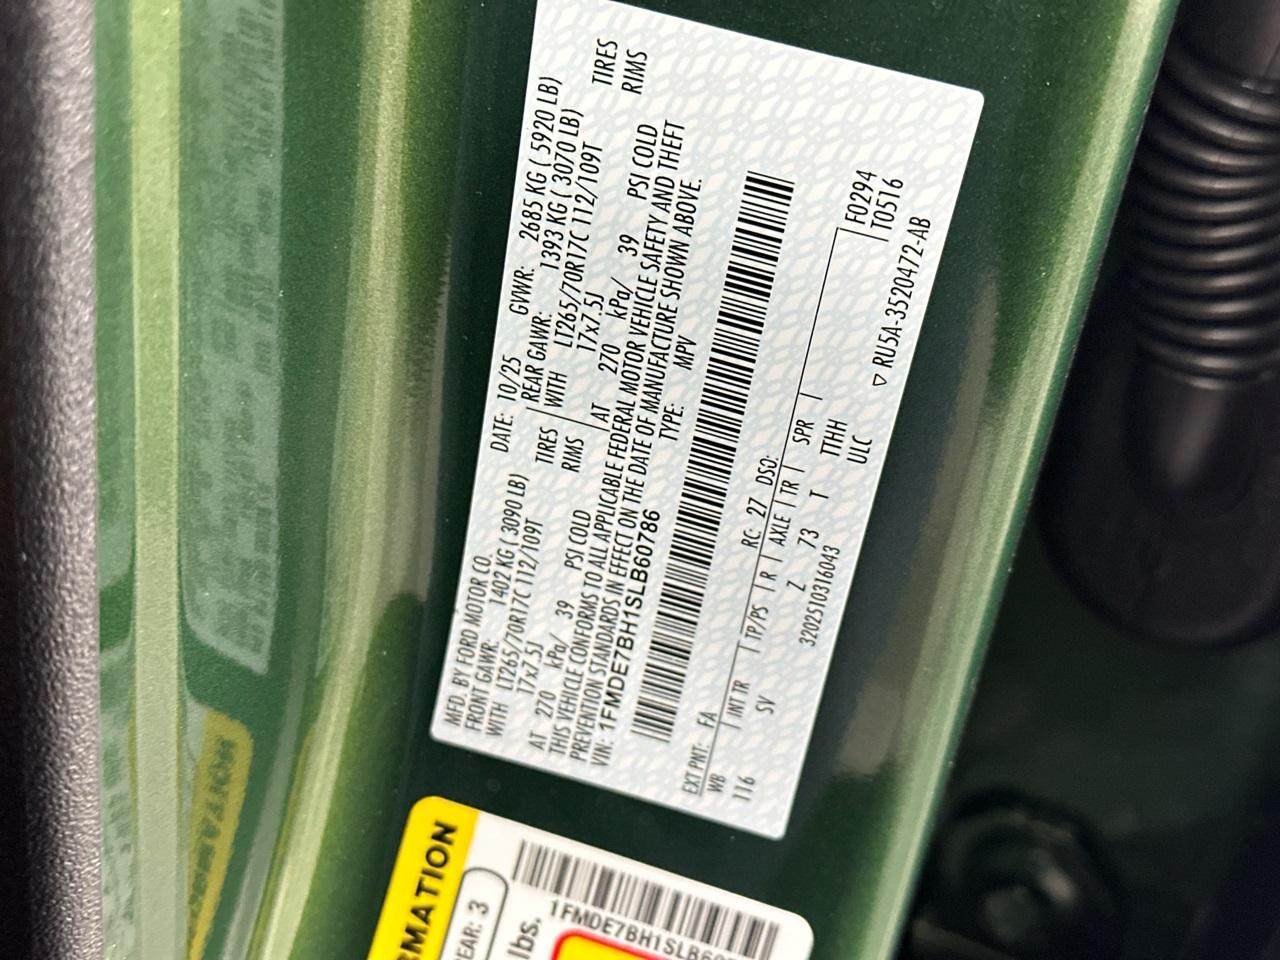 MFD. BY FORD MOTOR CO.
DATE: 10/25 GVWR: 2685 KG ( 5920 LB)
FRONT GAWR: 1402 KG ( 3090 LB) REAR GAWR: 1393 KG ( 3070 LB)
WITH LT265/70R17C 112/109T TIRES WITH LT265/70R17C 112/109T TIRES
17x7.5J RIMS 17x7.5J RIMS
AT 270 kPa/ 39 PSI COLD AT 270 kPa/ 39 PSI COLD
THIS VEHICLE CONFORMS TO ALL APPLICABLE FEDERAL MOTOR VEHICLE SAFETY AND THEFT
PREVENTION STANDARDS IN EFFECT ON THE DATE OF MANUFACTURE SHOWN ABOVE.
VIN: 1FMDE7BH1SLB60786 TYPE: MPV
EXT PNT: FA RC: 27 DSO: F0294
WB INT TR TP/PS R AXLE TR SPR T0516
116 SV Z 73 T TTHH
3202510316043 ULC
▽ RU5A-3520472-AB
RMATION
REAR: 3
lbs.
1FMDE7BH1SLB607